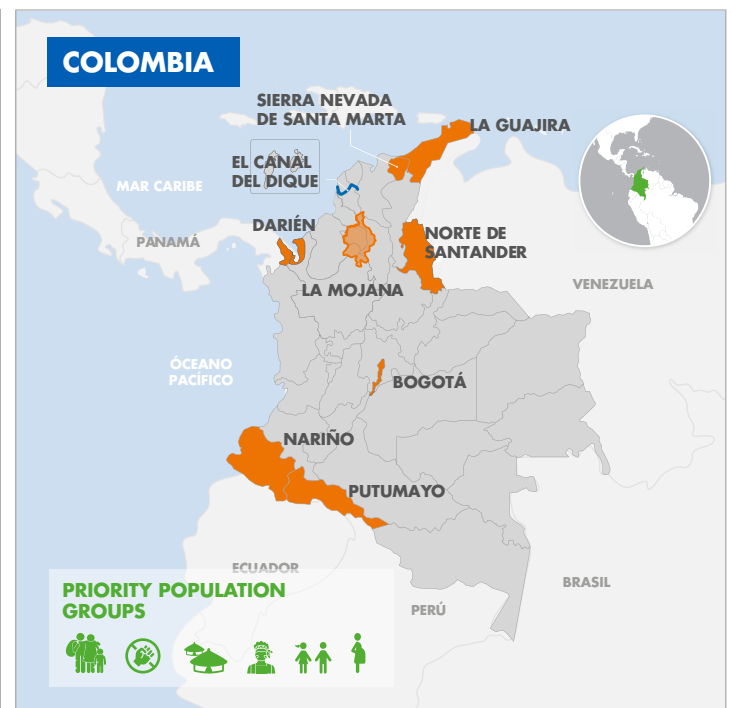 COLOMBIA
SIERRA NEVADA
DE SANTA MARTA
LA GUAJIRA
EL CANAL
DEL DIQUE
MAR CARIBE
DARIÉN
PANAMÁ
NORTE DE
SANTANDER
VENEZUELA
LA MOJANA
ÓCEANO
PACÍFICO
BOGOTÁ
NARIÑO
PUTUMAYO
ECUADOR
BRASIL
PERÚ
PRIORITY POPULATION
GROUPS